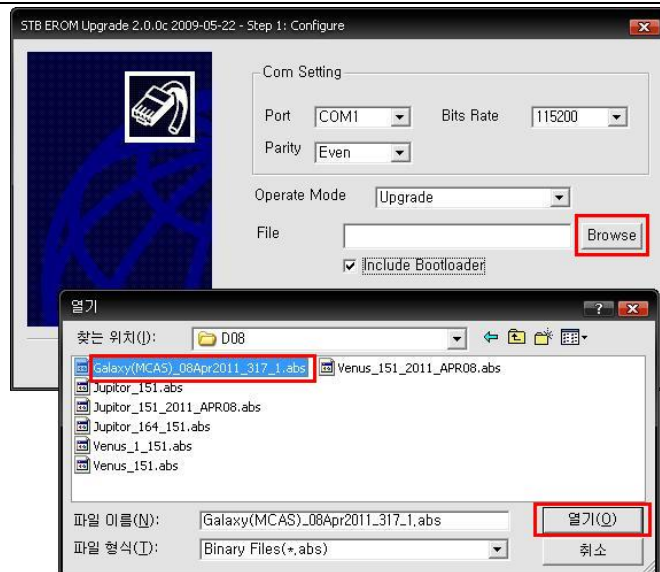 STB EROM Upgrade 2.0.0c 2009-05-22 - Step 1: Configure
Com Setting
Port COM1 Bits Rate 115200
Parity Even
Operate Mode Upgrade
File Browse
Include Bootloader
열기
찾는 위치(I): D08
Galaxy(MCAS)_08Apr2011_317_1.abs Venus_151_2011_APR08.abs
Jupitor_151.abs
Jupitor_151_2011_APR08.abs
Jupitor_164_151.abs
Venus_1_151.abs
Venus_151.abs
파일 이름(N): Galaxy(MCAS)_08Apr2011_317_1.abs 열기(O)
파일 형식(T): Binary Files(*.abs) 취소